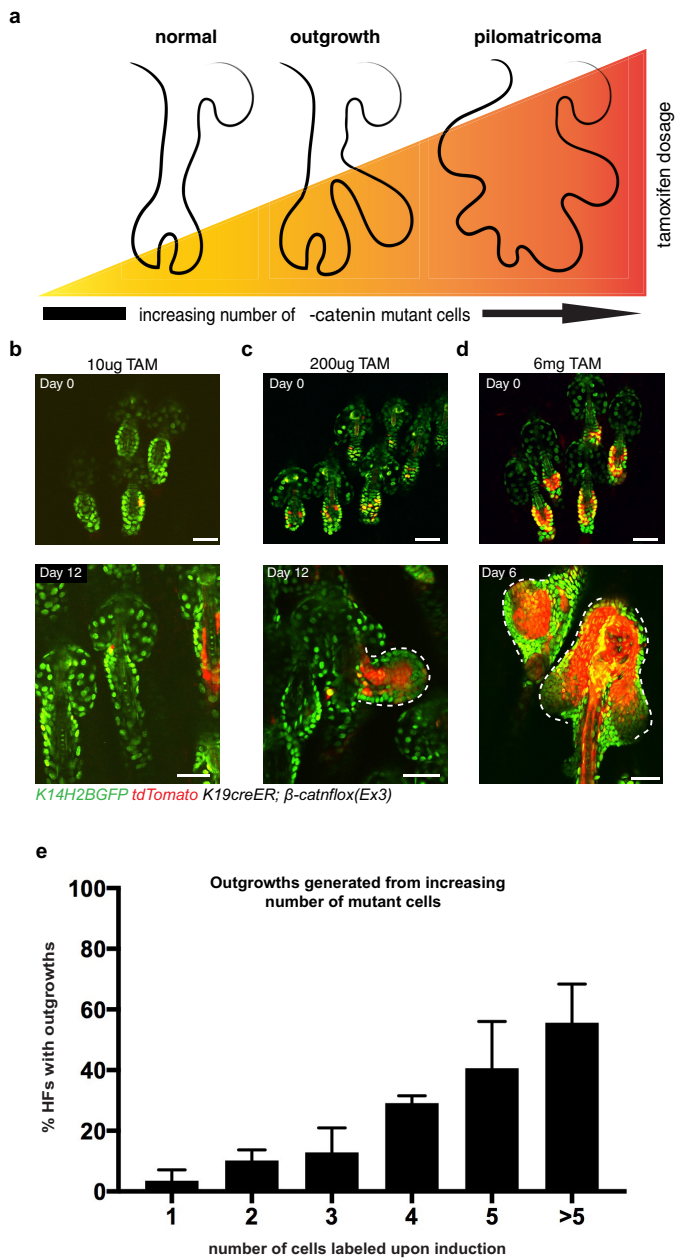 a
normal
outgrowth
pilomatricoma
tamoxifen dosage
increasing number of -catenin mutant cells
b
c
d
10ug TAM
200ug TAM
6mg TAM
Day 0
Day 0
Day 0
Day 12
Day 12
Day 6
K14H2BGFP tdTomato K19creER; β-catnflox(Ex3)
e
Outgrowths generated from increasing
number of mutant cells
% HFs with outgrowths
100
80
60
40
20
0
1 2 3 4 5 >5
number of cells labeled upon induction